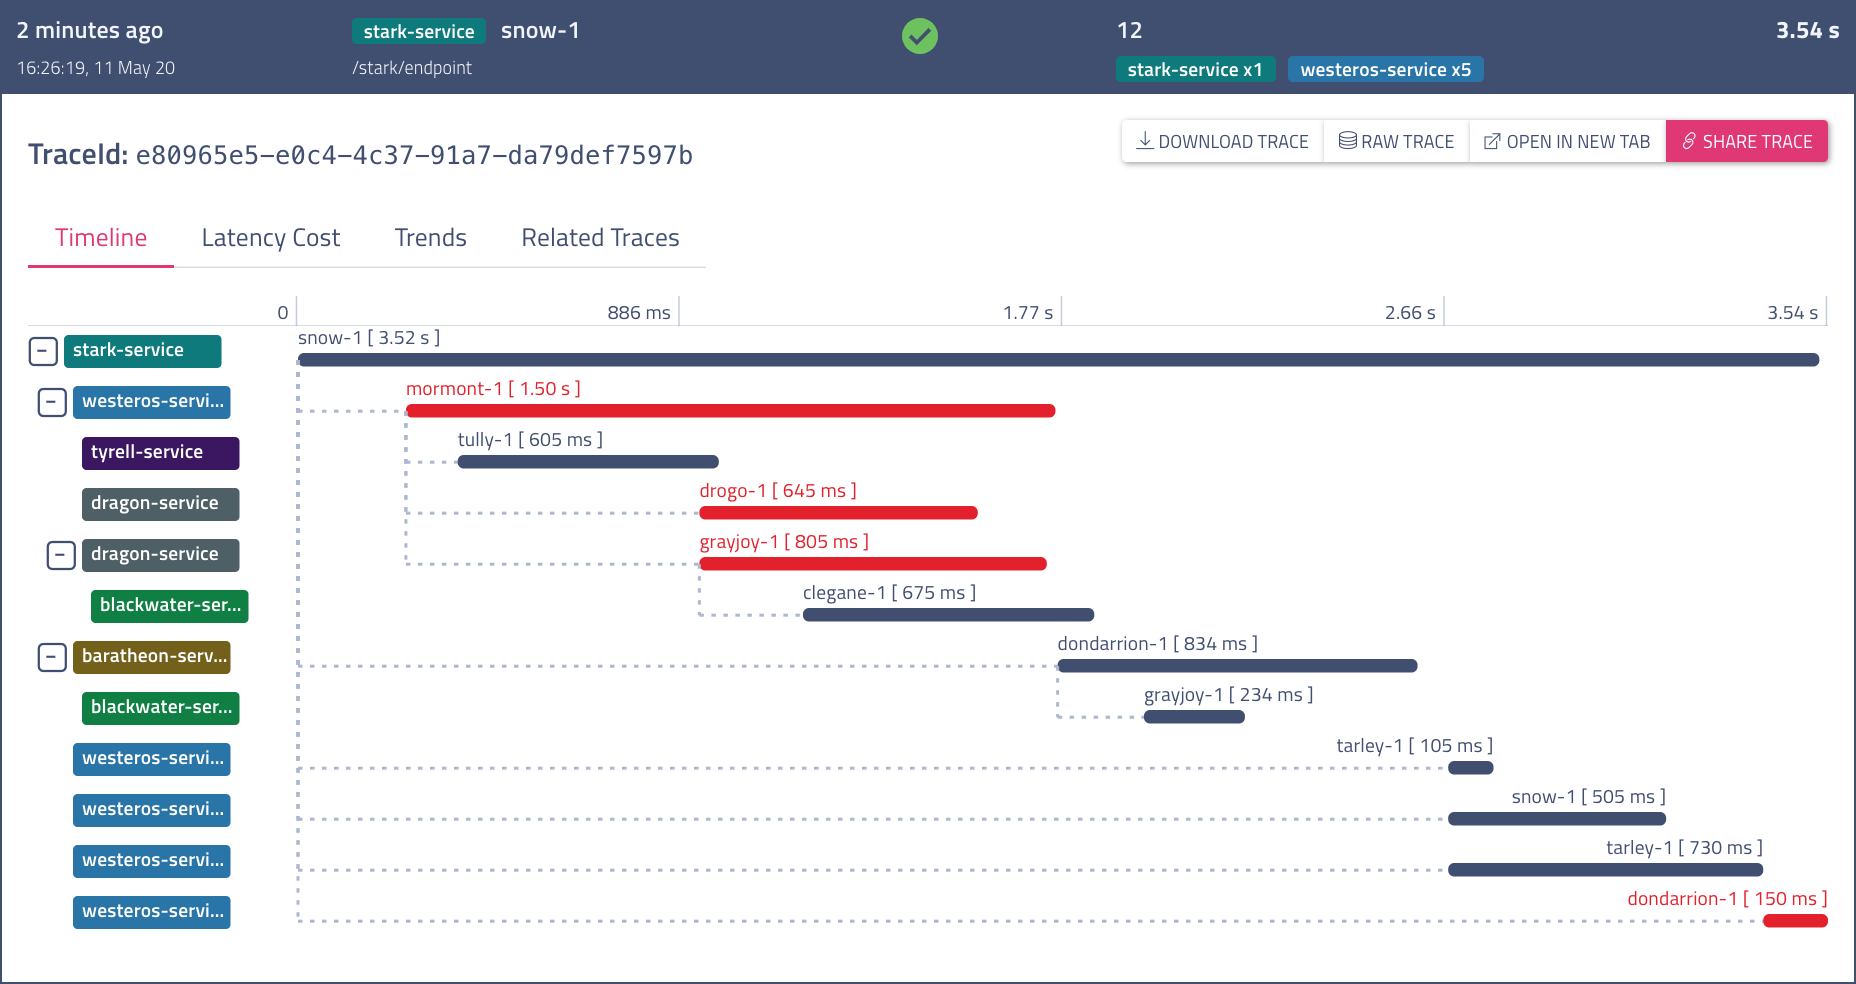 2 minutes ago
stark-service snow-1
12
3.54 s
16:26:19, 11 May 20
/stark/endpoint
stark-service x1 westeros-service x5
TraceId: e80965e5-e0c4-4c37-91a7-da79def7597b
DOWNLOAD TRACE
RAW TRACE
OPEN IN NEW TAB
SHARE TRACE
Timeline
Latency Cost
Trends
Related Traces
0
886 ms
1.77 s
2.66 s
3.54 s
stark-service
snow-1 [ 3.52 s ]
westeros-servi...
mormont-1 [ 1.50 s ]
tyrell-service
tully-1 [ 605 ms ]
dragon-service
drogo-1 [ 645 ms ]
dragon-service
grayjoy-1 [ 805 ms ]
blackwater-ser...
clegane-1 [ 675 ms ]
baratheon-serv...
dondarrion-1 [ 834 ms ]
blackwater-ser...
grayjoy-1 [ 234 ms ]
westeros-servi...
tarley-1 [ 105 ms ]
westeros-servi...
snow-1 [ 505 ms ]
westeros-servi...
tarley-1 [ 730 ms ]
westeros-servi...
dondarrion-1 [ 150 ms ]